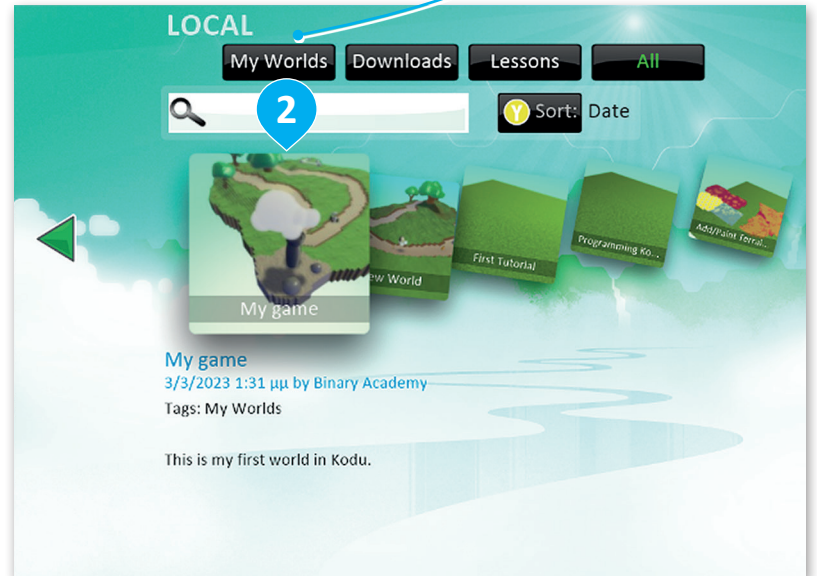 LOCAL
My Worlds Downloads Lessons All
2
Y Sort: Date
My game
ew World
First Tutorial
Programming Ko...
Add/Paint Terrai...
My game
3/3/2023 1:31 μμ by Binary Academy
Tags: My Worlds
This is my first world in Kodu.